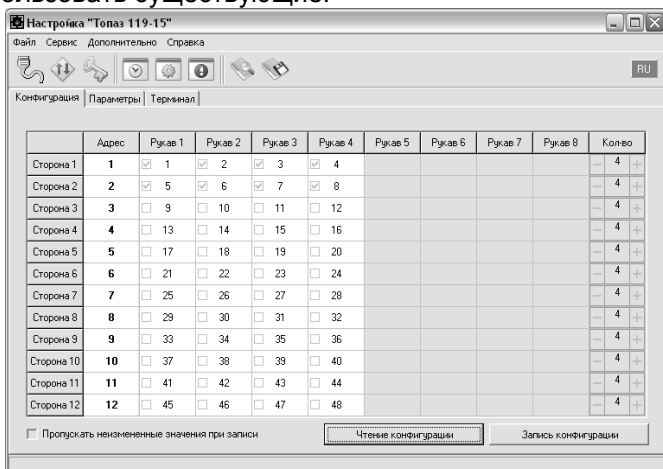 пользовать существующие.
Настройка "Топаз 119-15"
Файл Сервис Дополнительно Справка
RU
Конфигурация Параметры Терминал
Адрес Рукав 1 Рукав 2 Рукав 3 Рукав 4 Рукав 5 Рукав 6 Рукав 7 Рукав 8 Кол-во
Сторона 1 1 1 2 3 4 – 4 +
Сторона 2 2 5 6 7 8 – 4 +
Сторона 3 3 9 10 11 12 – 4 +
Сторона 4 4 13 14 15 16 – 4 +
Сторона 5 5 17 18 19 20 – 4 +
Сторона 6 6 21 22 23 24 – 4 +
Сторона 7 7 25 26 27 28 – 4 +
Сторона 8 8 29 30 31 32 – 4 +
Сторона 9 9 33 34 35 36 – 4 +
Сторона 10 10 37 38 39 40 – 4 +
Сторона 11 11 41 42 43 44 – 4 +
Сторона 12 12 45 46 47 48 – 4 +
Пропускать неизмененные значения при записи Чтение конфигурации Запись конфигурации